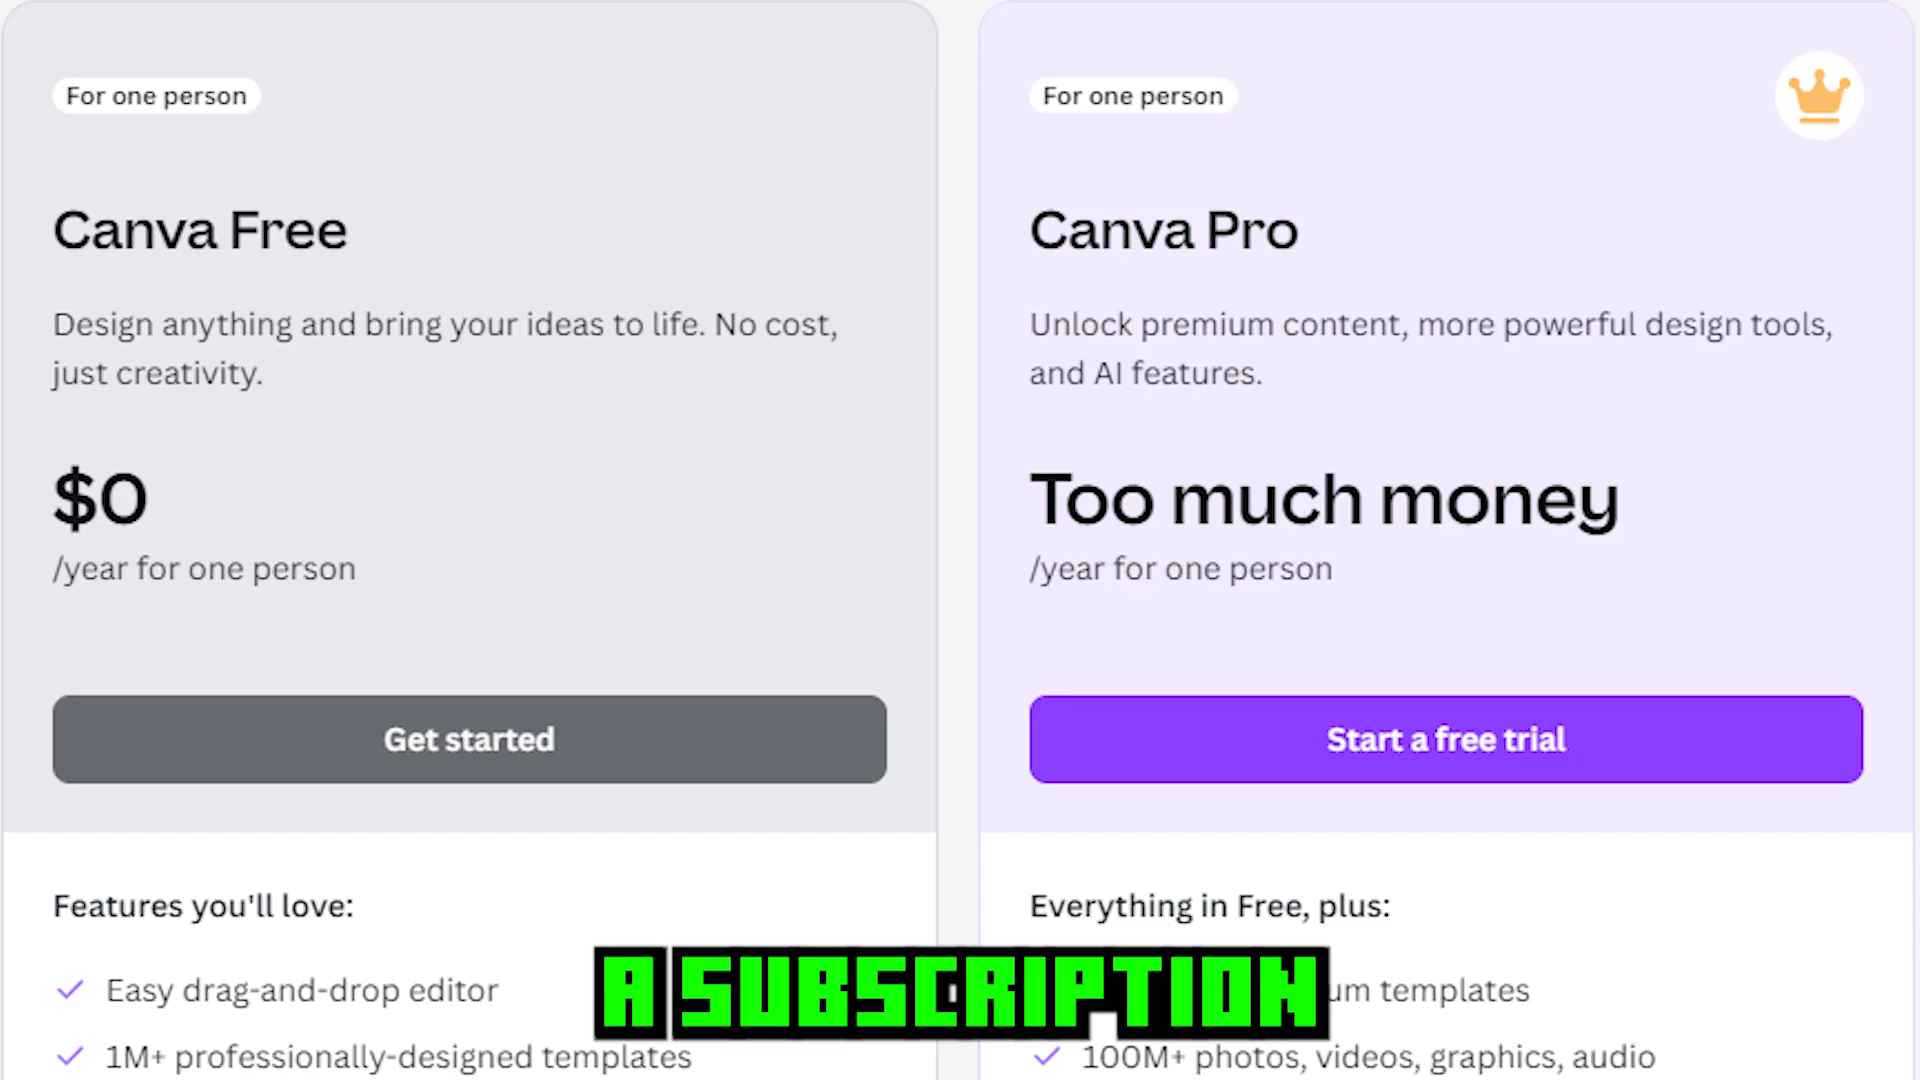 For one person
Canva Free
Design anything and bring your ideas to life. No cost,
just creativity.
$0
/year for one person
Get started
Features you'll love:
Easy drag-and-drop editor
1M+ professionally-designed templates
For one person
Canva Pro
Unlock premium content, more powerful design tools,
and AI features.
Too much money
/year for one person
Start a free trial
Everything in Free, plus:
templates
100M+ photos, videos, graphics, audio
A SUBSCRIPTION